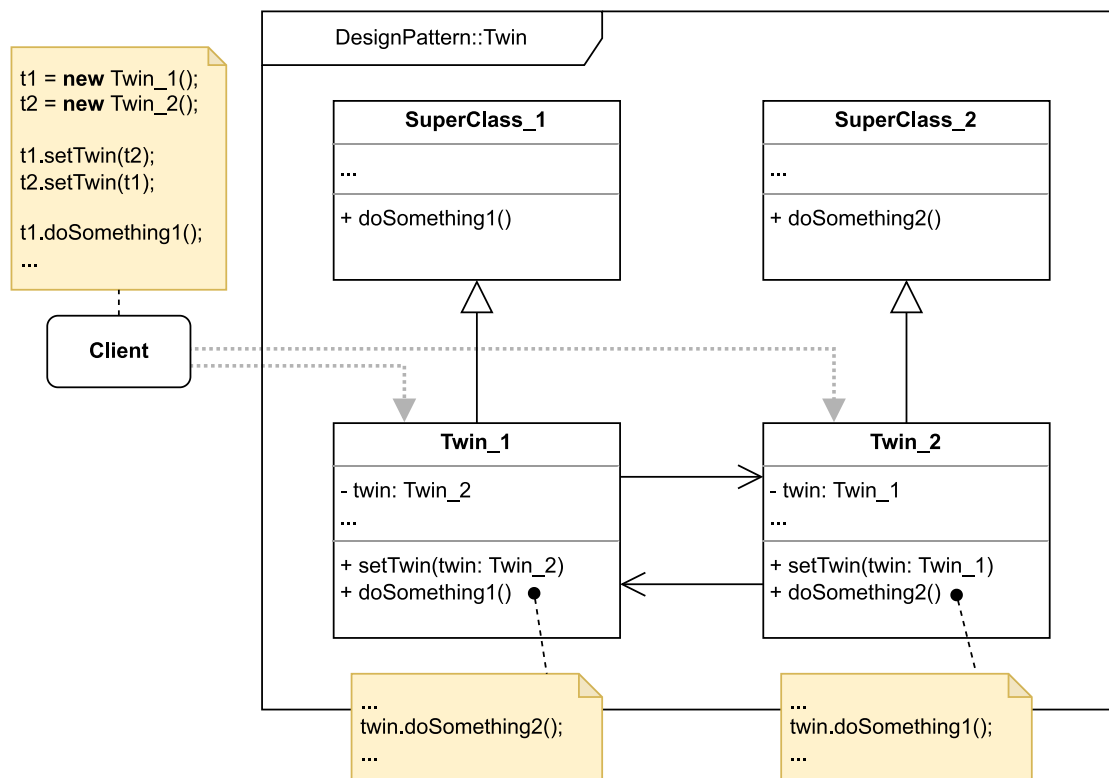 DesignPattern::Twin
t1 = new Twin_1();
t2 = new Twin_2();
t1.setTwin(t2);
t2.setTwin(t1);
t1.doSomething1();
...
Client
SuperClass_1
...
+ doSomething1()
SuperClass_2
...
+ doSomething2()
Twin_1
- twin: Twin_2
...
+ setTwin(twin: Twin_2)
+ doSomething1()
Twin_2
- twin: Twin_1
...
+ setTwin(twin: Twin_1)
+ doSomething2()
...
twin.doSomething2();
...
...
twin.doSomething1();
...